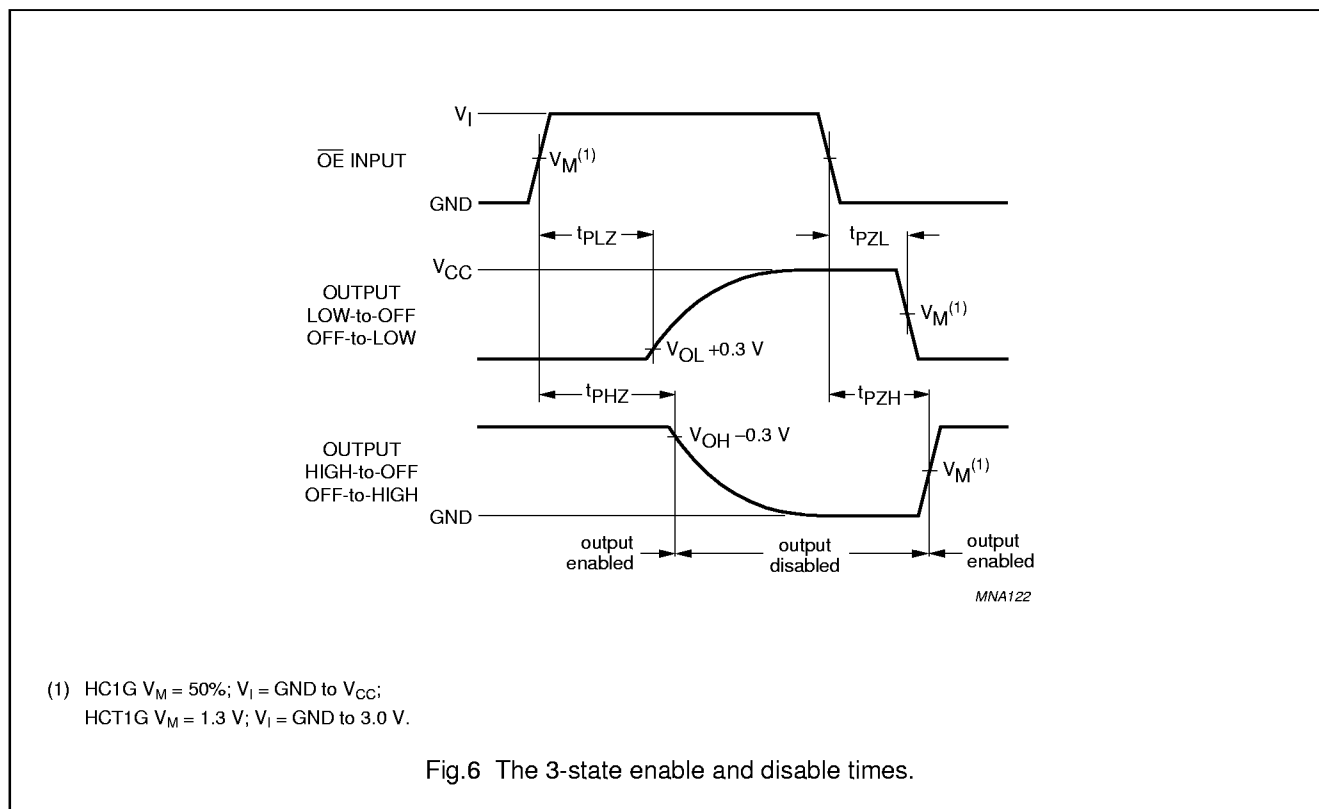 V_I
OE INPUT
V_M(1)
GND
t_PLZ
t_PZL
V_CC
OUTPUT
LOW-to-OFF
OFF-to-LOW
V_M(1)
V_OL +0.3 V
t_PHZ
t_PZH
OUTPUT
HIGH-to-OFF
OFF-to-HIGH
V_OH −0.3 V
V_M(1)
GND
output
enabled
output
disabled
output
enabled
MNA122
(1) HC1G V_M = 50%; V_I = GND to V_CC;
HCT1G V_M = 1.3 V; V_I = GND to 3.0 V.
Fig.6 The 3-state enable and disable times.